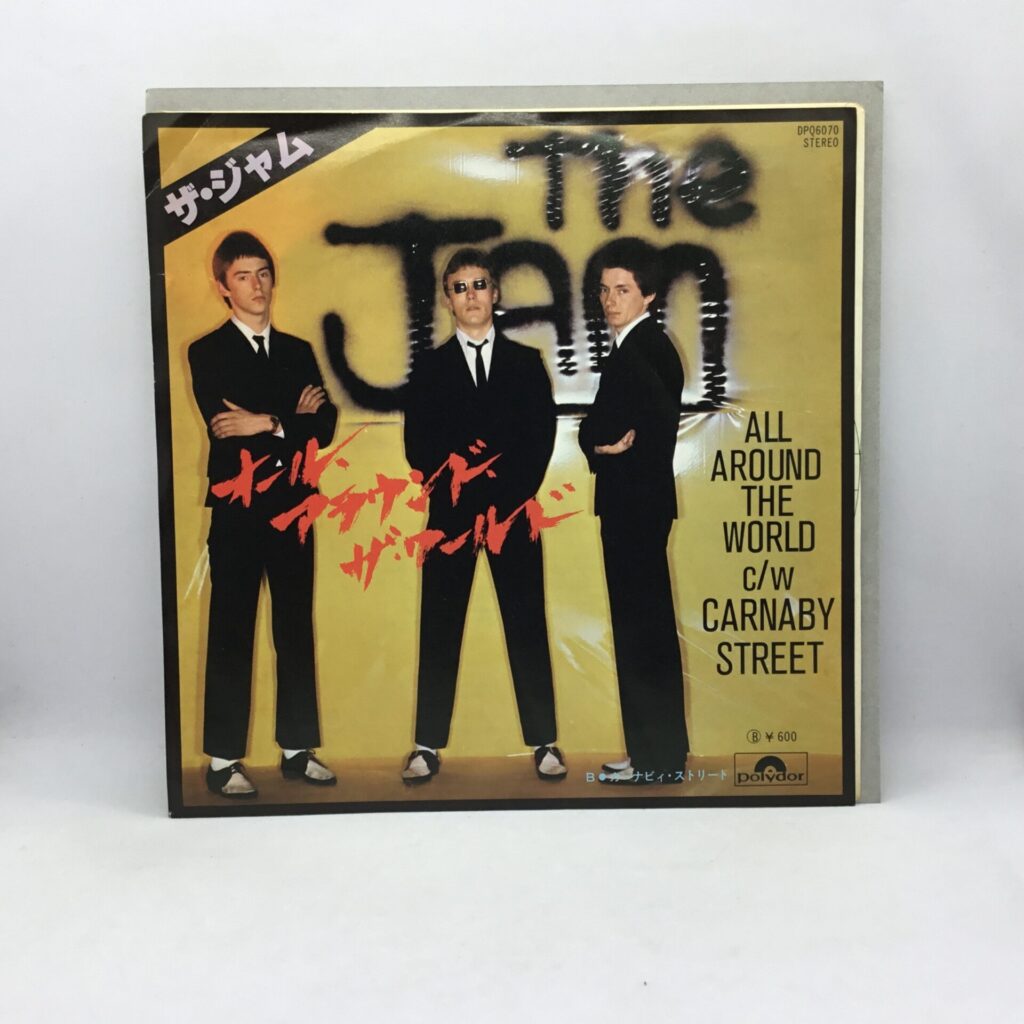 DPQ6070
STEREO
ザ・ジャム
The
JAM
オール・
アラウンド・
ザ・ワールド
ALL
AROUND
THE
WORLD
C/W
CARNABY
STREET
Ⓑ ¥ 600
B●カーナビィ・ストリート
polydor